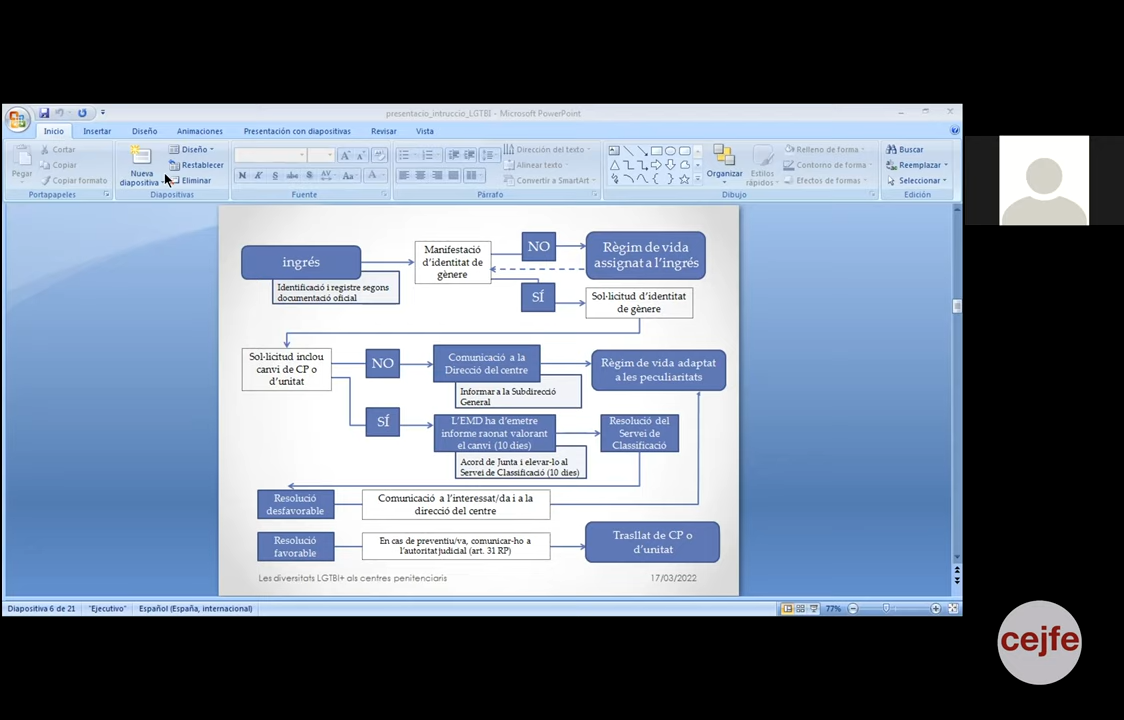 presentacio_intruccio_LGTBI - Microsoft PowerPoint
Inicio
Insertar
Diseño
Animaciones
Presentación con diapositivas
Revisar
Vista
Pegar
Cortar
Copiar
Copiar formato
Portapapeles
Nueva
diapositiva
Diseño
Restablecer
Eliminar
Diapositivas
N K S abc S AV Aa A
Fuente
Dirección del texto
Alinear texto
Convertir a SmartArt
Párrafo
Organizar
Estilos
rápidos
Relleno de forma
Contorno de forma
Efectos de formas
Dibujo
Buscar
Reemplazar
Seleccionar
Edición
ingrés
Identificació i registre segons
documentació oficial
Manifestació
d'identitat de
gènere
NO
Règim de vida
assignat a l'ingrés
SÍ
Sol·licitud d'identitat
de gènere
Sol·licitud inclou
canvi de CP o
d'unitat
NO
Comunicació a la
Direcció del centre
Informar a la Subdirecció
General
Règim de vida adaptat
a les peculiaritats
SÍ
L'EMD ha d'emetre
informe raonat valorant
el canvi (10 dies)
Acord de Junta i elevar-lo al
Servei de Classificació (10 dies)
Resolució del
Servei de
Classificació
Resolució
desfavorable
Comunicació a l'interessat/da i a la
direcció del centre
Resolució
favorable
En cas de preventiu/va, comunicar-ho a
l'autoritat judicial (art. 31 RP)
Trasllat de CP o
d'unitat
Les diversitats LGTBI+ als centres penitenciaris
17/03/2022
Diapositiva 6 de 21
"Ejecutivo"
Español (España, internacional)
77%
cejfe